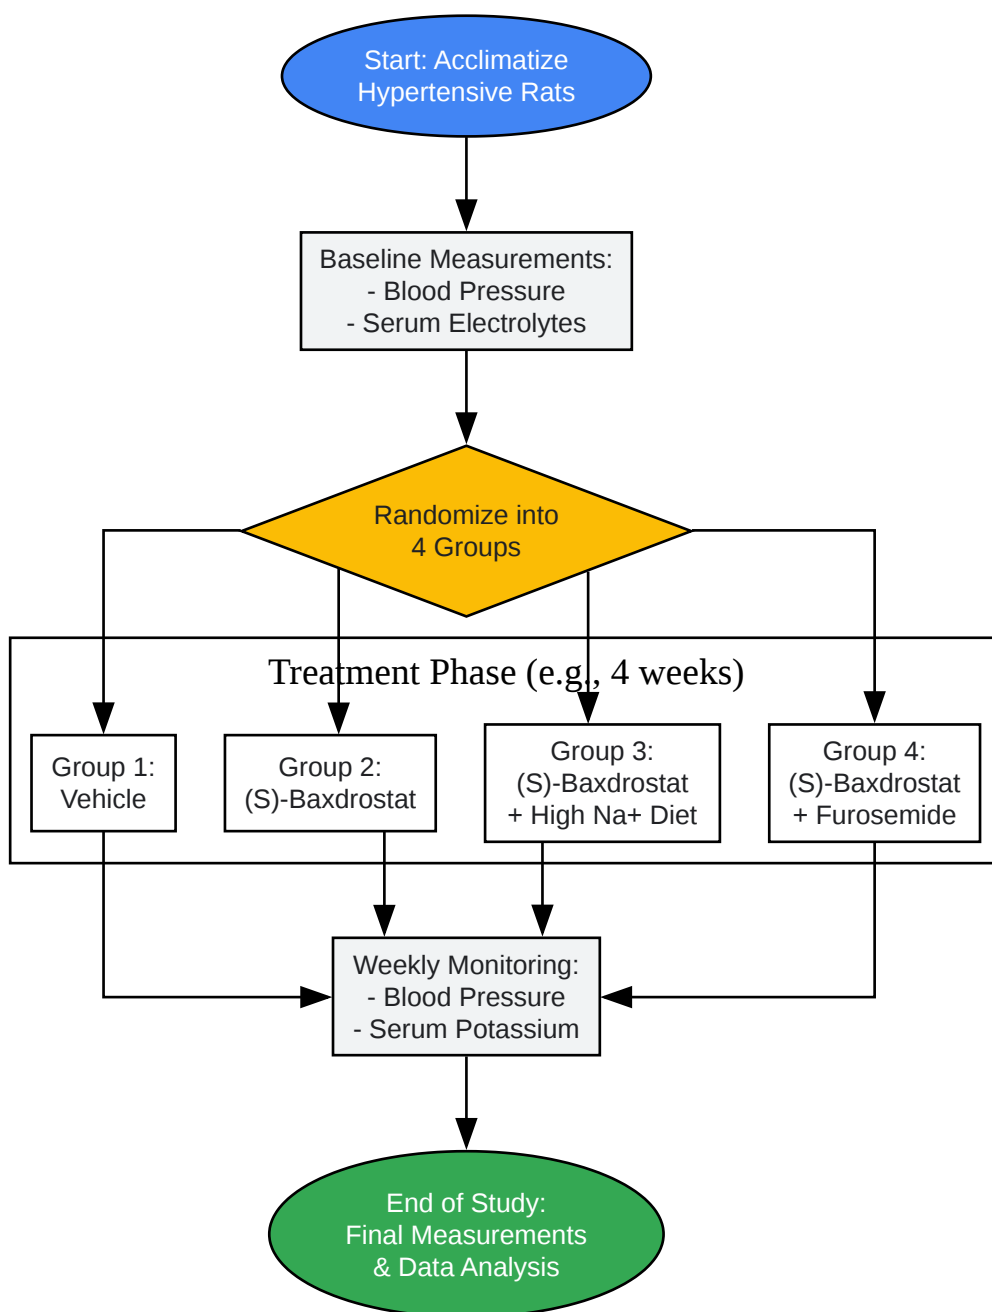 Start: Acclimatize
Hypertensive Rats
Baseline Measurements:
- Blood Pressure
- Serum Electrolytes
Randomize into
4 Groups
Treatment Phase (e.g., 4 weeks)
Group 1:
Vehicle
Group 2:
(S)-Baxdrostat
Group 3:
(S)-Baxdrostat
+ High Na+ Diet
Group 4:
(S)-Baxdrostat
+ Furosemide
Weekly Monitoring:
- Blood Pressure
- Serum Potassium
End of Study:
Final Measurements
& Data Analysis